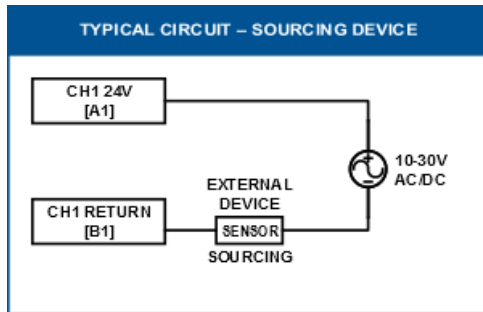 TYPICAL CIRCUIT – SOURCING DEVICE
CH1 24V
[A1]
10-30V
AC/DC
EXTERNAL
DEVICE
CH1 RETURN
[B1]
SENSOR
SOURCING